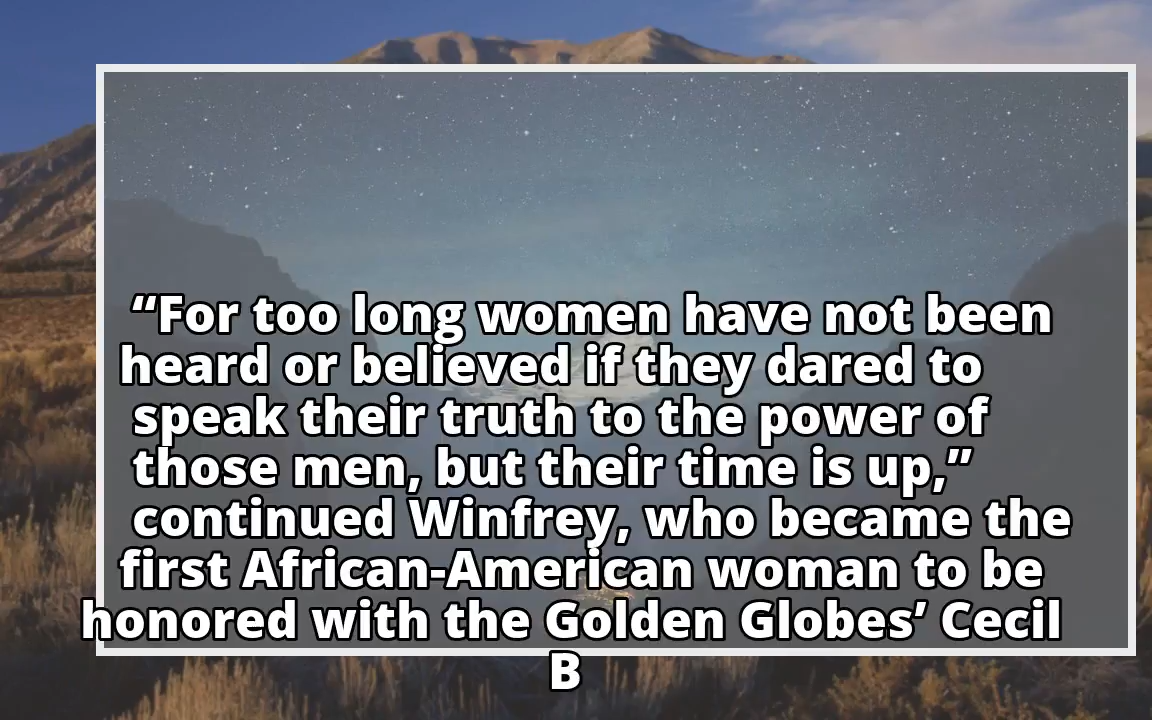 “For too long women have not been
heard or believed if they dared to
speak their truth to the power of
those men, but their time is up,”
continued Winfrey, who became the
first African-American woman to be
honored with the Golden Globes’ Cecil
B